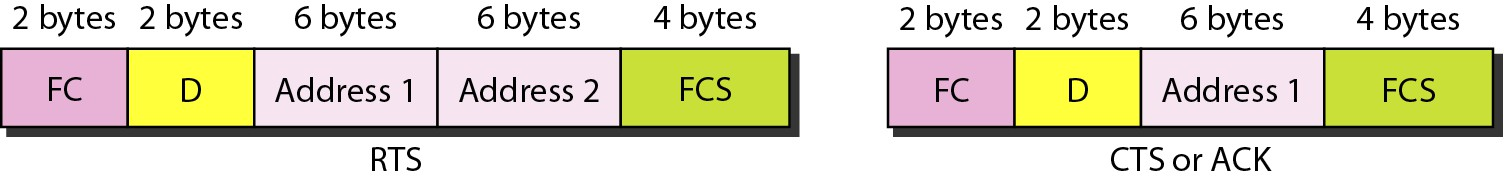 2 bytes 2 bytes 6 bytes 6 bytes 4 bytes 2 bytes 2 bytes 6 bytes 4 bytes
FC D Address 1 Address 2 FCS FC D Address 1 FCS
RTS CTS or ACK